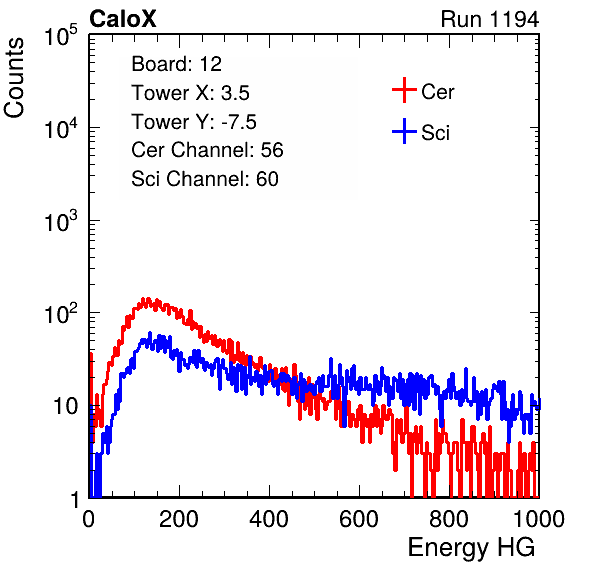 CaloX
Run 1194
Counts
Board: 12
Tower X: 3.5
Tower Y: -7.5
Cer Channel: 56
Sci Channel: 60
Cer
Sci
10^5
10^4
10^3
10^2
10
1
0 200 400 600 800 1000
Energy HG